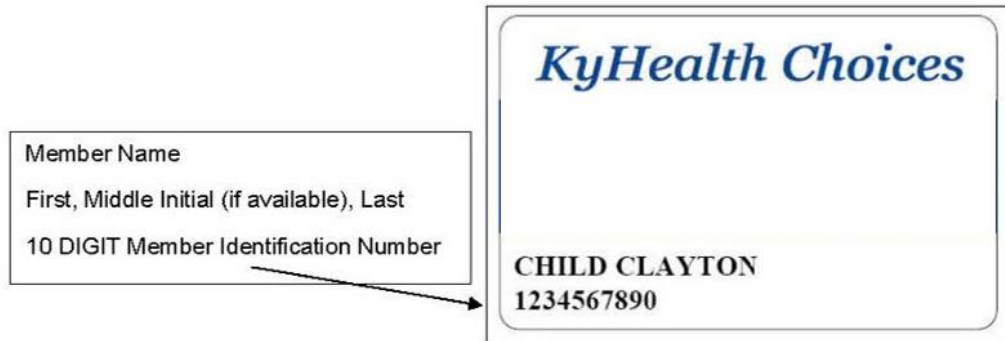 Member Name
First, Middle Initial (if available), Last
10 DIGIT Member Identification Number
KyHealth Choices
CHILD CLAYTON
1234567890